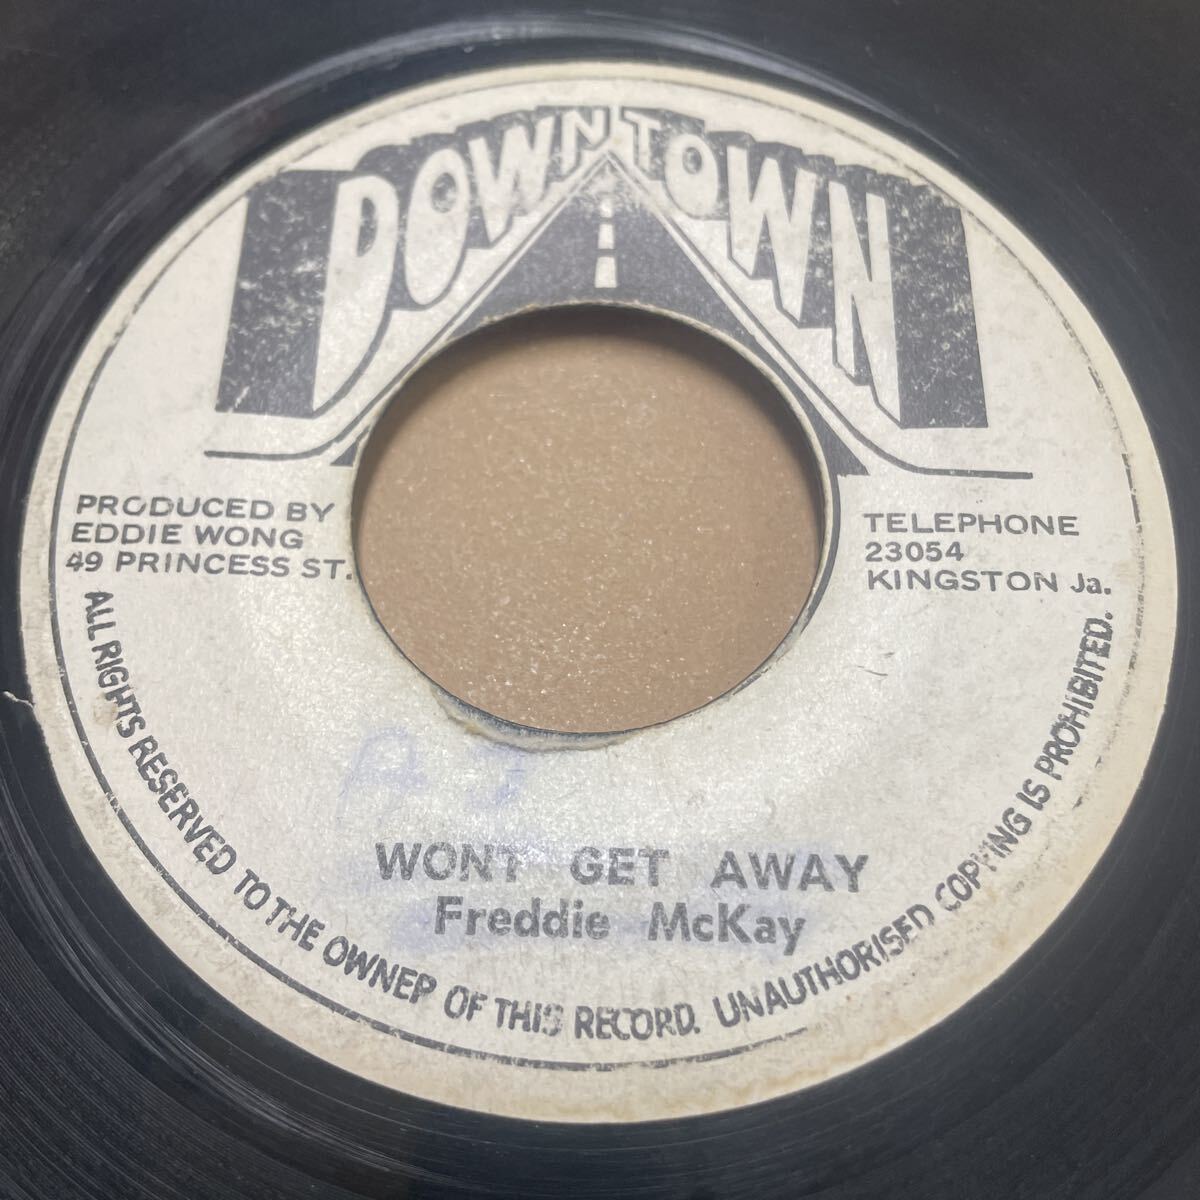 DOWNTOWN
PRODUCED BY
EDDIE WONG
49 PRINCESS ST.
TELEPHONE
23054
KINGSTON Ja.
WONT GET AWAY
Freddie McKay
ALL RIGHTS RESERVED TO THE OWNER OF THIS RECORD. UNAUTHORISED COPYING IS PROHIBITED.